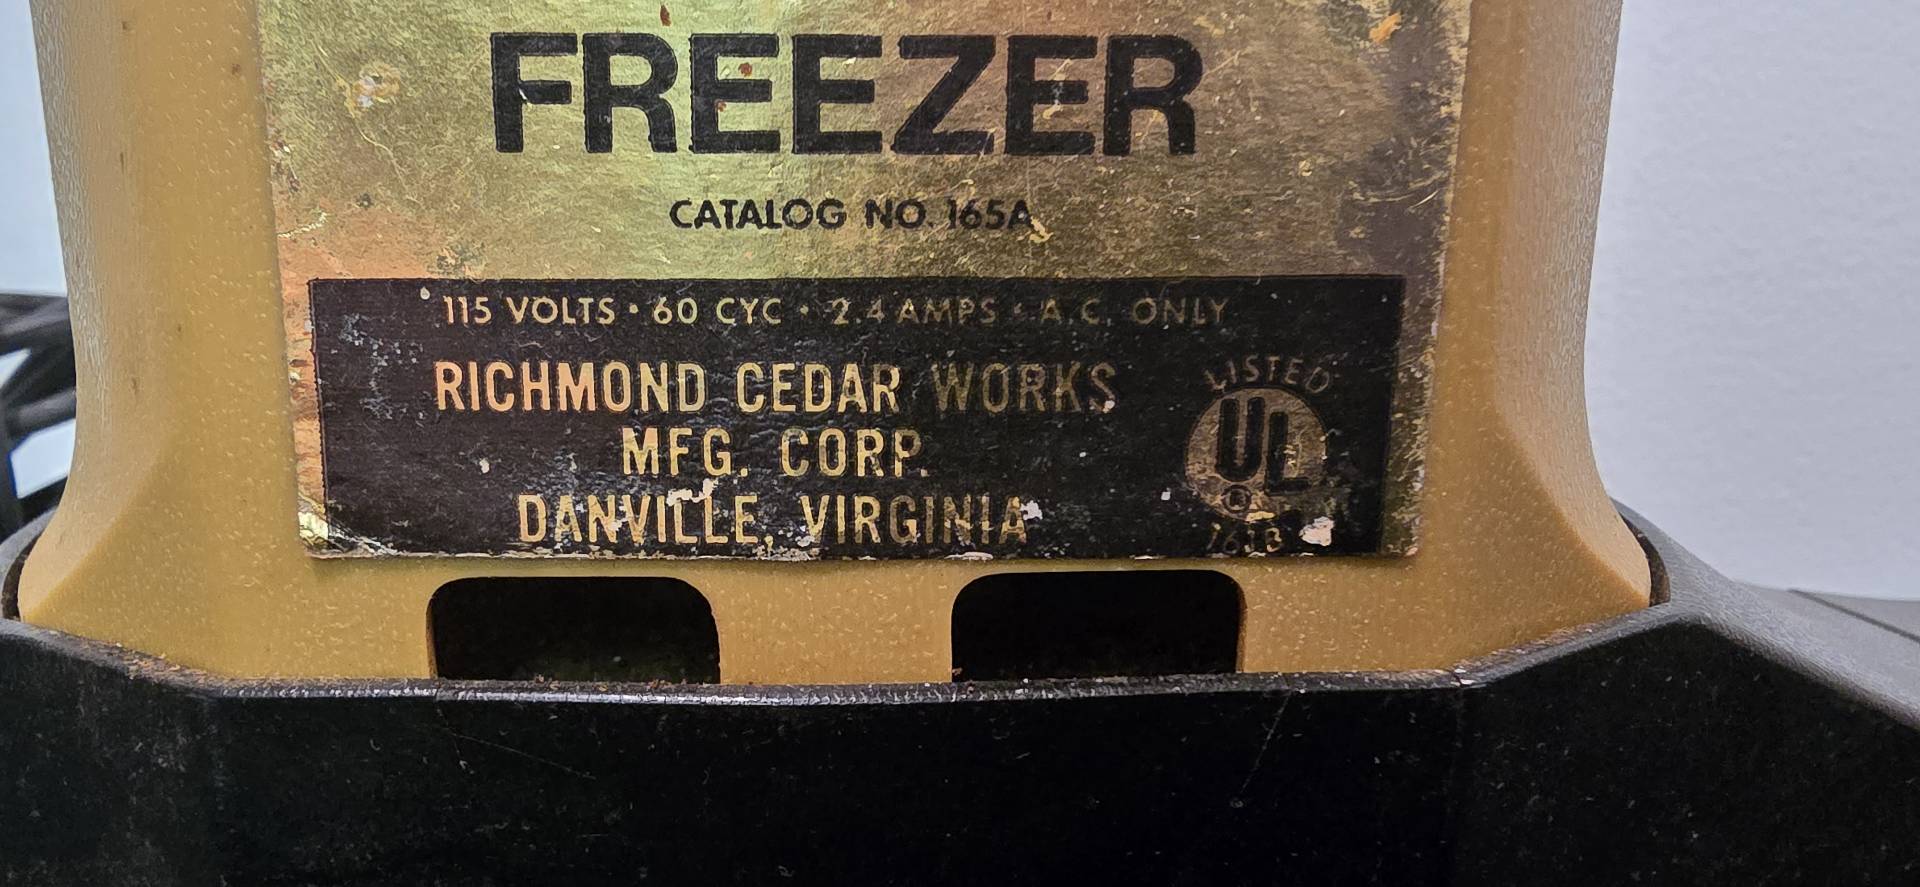 FREEZER
CATALOG NO. 165A
115 VOLTS • 60 CYC • 2.4 AMPS • A.C. ONLY
RICHMOND CEDAR WORKS
MFG. CORP.
DANVILLE, VIRGINIA
LISTED
UL
®